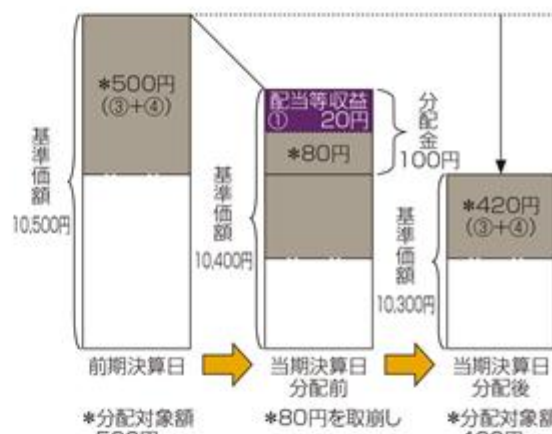 *500円
(③+④)
基準価額
10,500円
前期決算日
*分配対象額
配当等収益
① 20円
*80円
分配金
100円
基準価額
10,400円
当期決算日
分配前
*80円を取崩し
*420円
(③+④)
基準価額
10,300円
当期決算日
分配後
*分配対象額